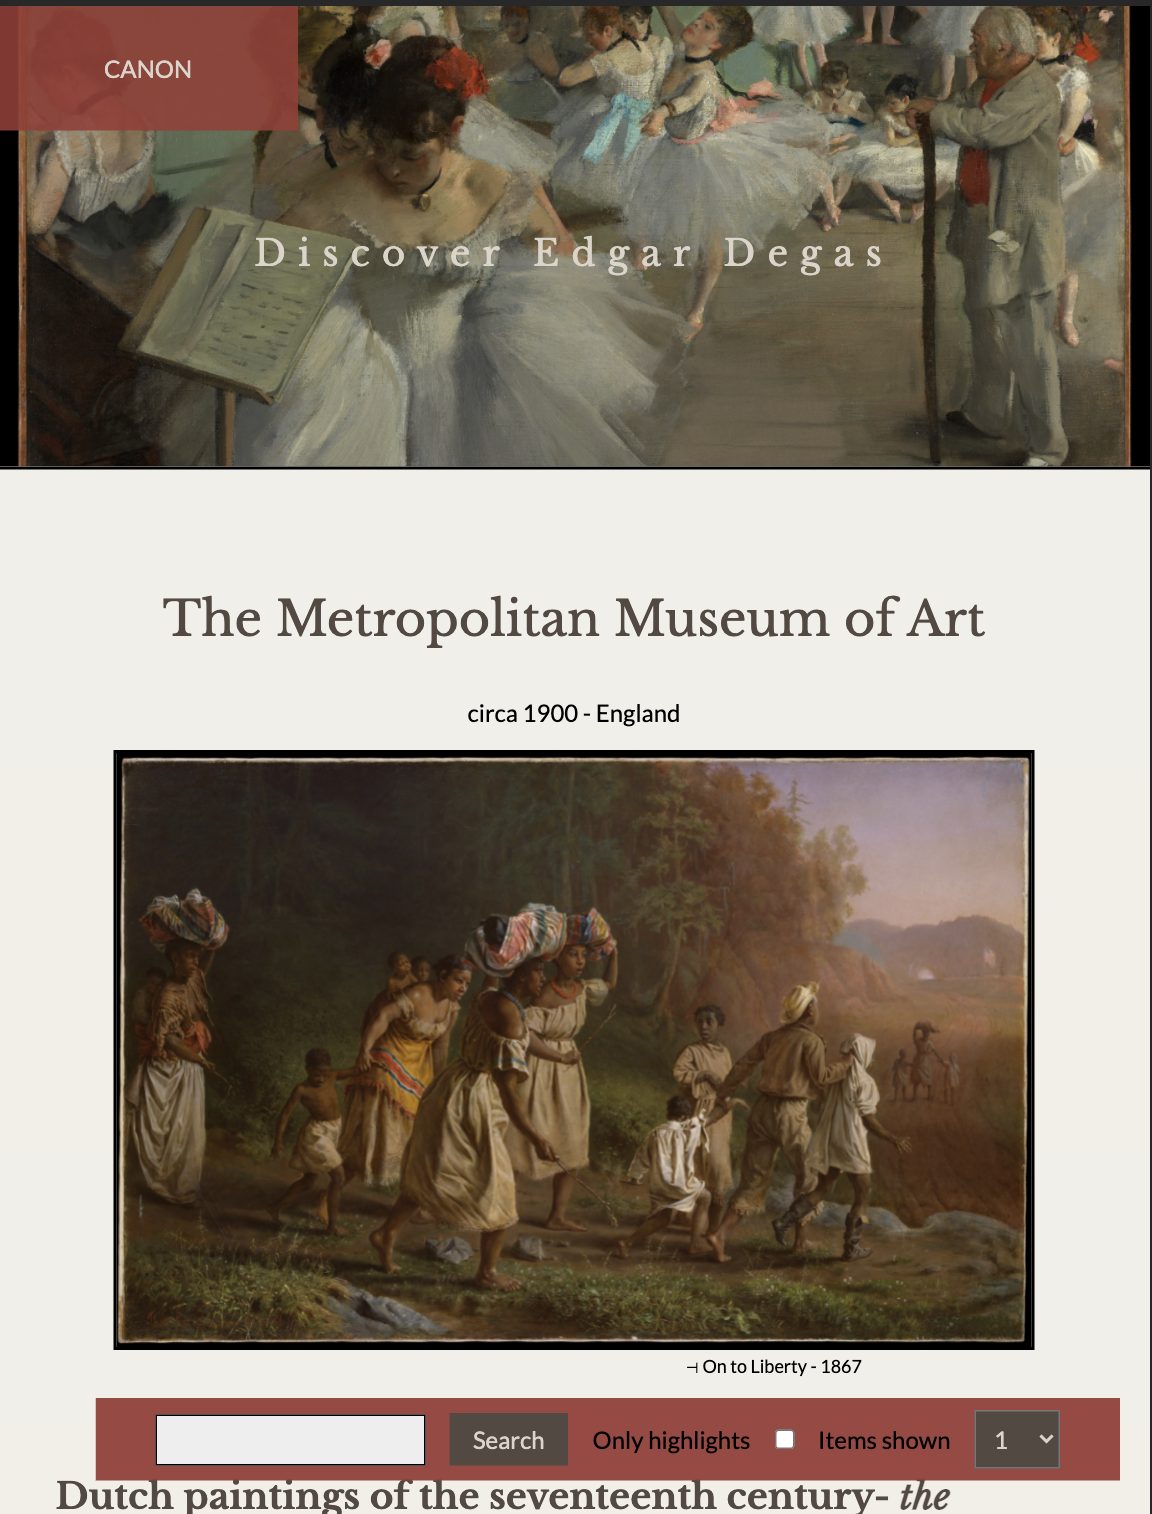 CANON
Discover Edgar Degas
The Metropolitan Museum of Art
circa 1900 - England
⊣ On to Liberty - 1867
Search Only highlights Items shown 1
Dutch paintings of the seventeenth century- the